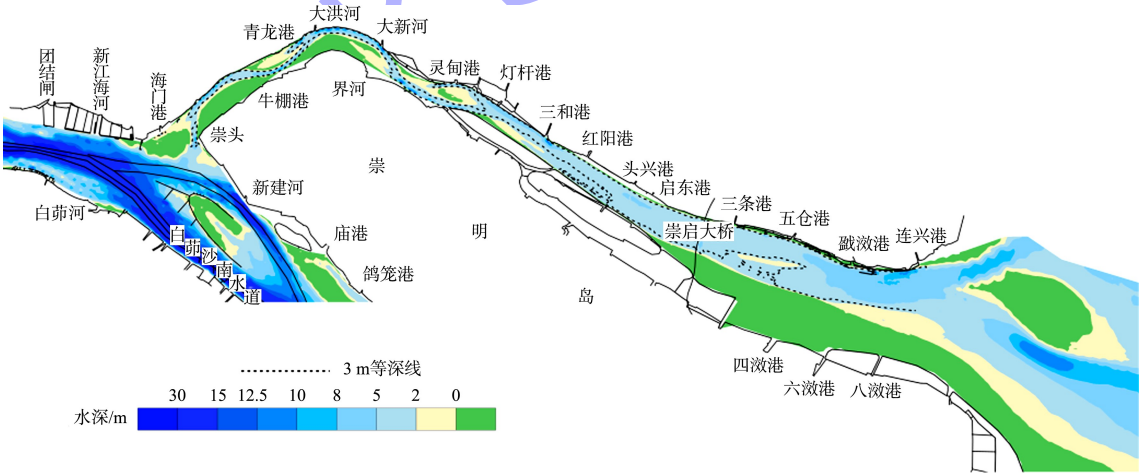 大洪河
青龙港
大新河
团结闸
新江海河
海门港
灵甸港
灯杆港
牛棚港
界河
三和港
崇头
红阳港
崇
头兴港
启东港
新建河
三条港
白茆河
五仓港
庙港
明
崇启大桥
戤滧港
连兴港
白茆沙南水道
鸽笼港
岛
四滧港
六滧港
八滧港
3 m等深线
水深/m
30 15 12.5 10 8 5 2 0